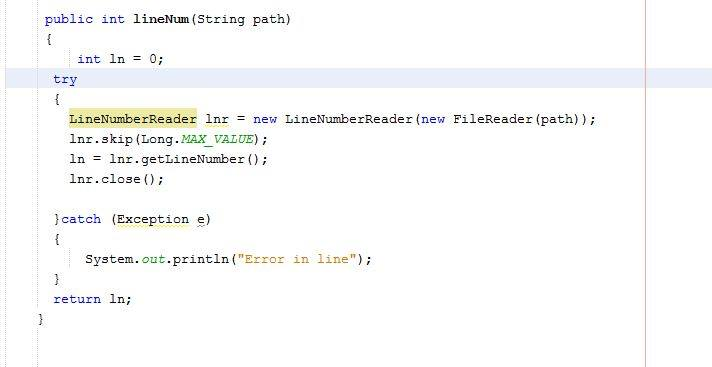 public int lineNum(String path)
{
int ln = 0;
try
{
LineNumberReader lnr = new LineNumberReader(new FileReader(path));
lnr.skip(Long.MAX_VALUE);
ln = lnr.getLineNumber();
lnr.close();
}catch (Exception e)
{
System.out.println("Error in line");
}
return ln;
}